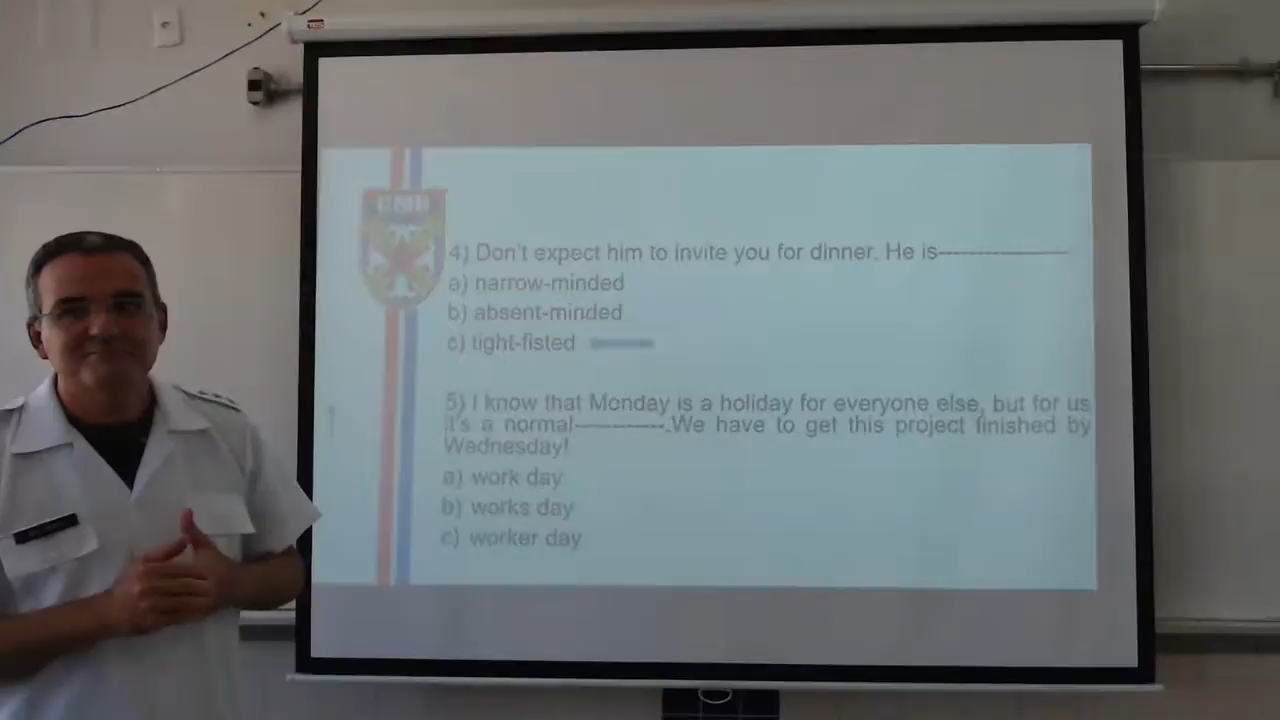 4) Don't expect him to invite you for dinner. He is-----------------
a) narrow-minded
b) absent-minded
c) tight-fisted
5) I know that Monday is a holiday for everyone else, but for us
it's a normal------------.We have to get this project finished by
Wednesday!
a) work day
b) works day
c) worker day